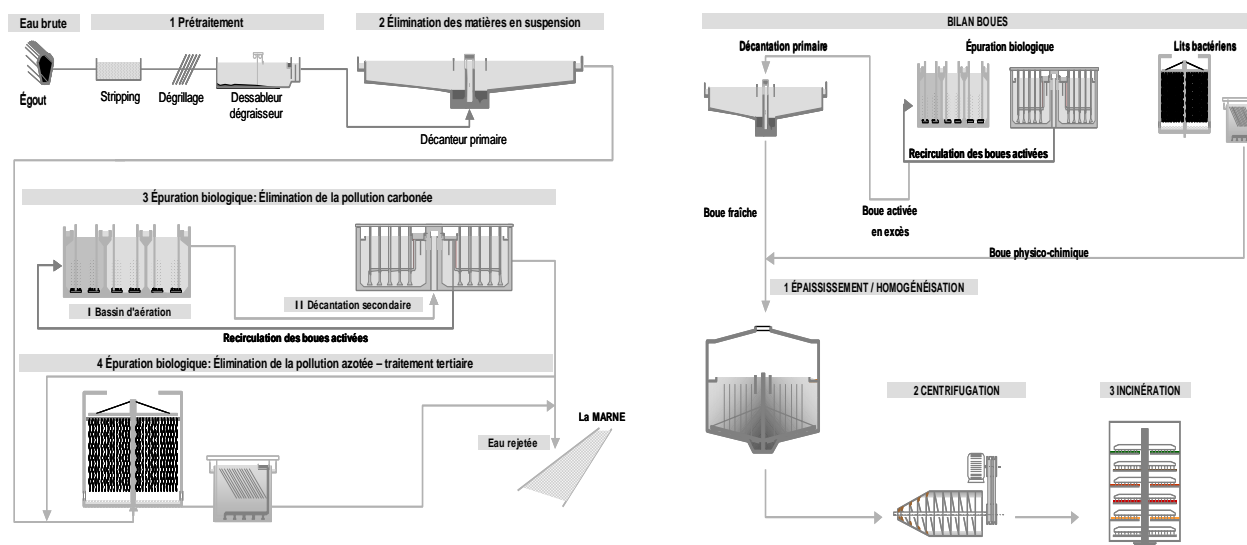 Eau brute
1 Prétraitement
2 Élimination des matières en suspension
Égout
Stripping
Dégrillage
Dessableur
dégraisseur
Décanteur primaire
3 Épuration biologique: Élimination de la pollution carbonée
I Bassin d'aération
II Décantation secondaire
Recirculation des boues activées
4 Épuration biologique: Élimination de la pollution azotée – traitement tertiaire
La MARNE
Eau rejetée
BILAN BOUES
Décantation primaire
Épuration biologique
Lits bactériens
Recirculation des boues activées
Boue fraîche
Boue activée
en excès
Boue physico-chimique
1 ÉPAISSISSEMENT / HOMOGÉNÉISATION
2 CENTRIFUGATION
3 INCINÉRATION